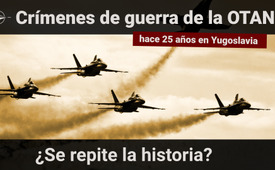 Crímenes de guerra de la OTAN
hace 25 años en Yugoslavia
¿Se repite la historia?